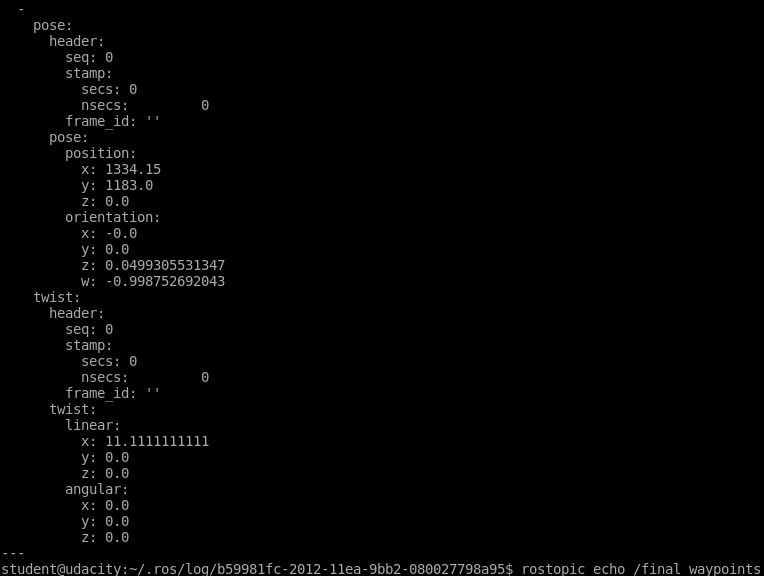 -
pose:
header:
seq: 0
stamp:
secs: 0
nsecs:         0
frame_id: ''
pose:
position:
x: 1334.15
y: 1183.0
z: 0.0
orientation:
x: -0.0
y: 0.0
z: 0.0499305531347
w: -0.998752692043
twist:
header:
seq: 0
stamp:
secs: 0
nsecs:         0
frame_id: ''
twist:
linear:
x: 11.1111111111
y: 0.0
z: 0.0
angular:
x: 0.0
y: 0.0
z: 0.0
---
student@udacity:~/.ros/log/b59981fc-2012-11ea-9bb2-080027798a95$ rostopic echo /final_waypoints